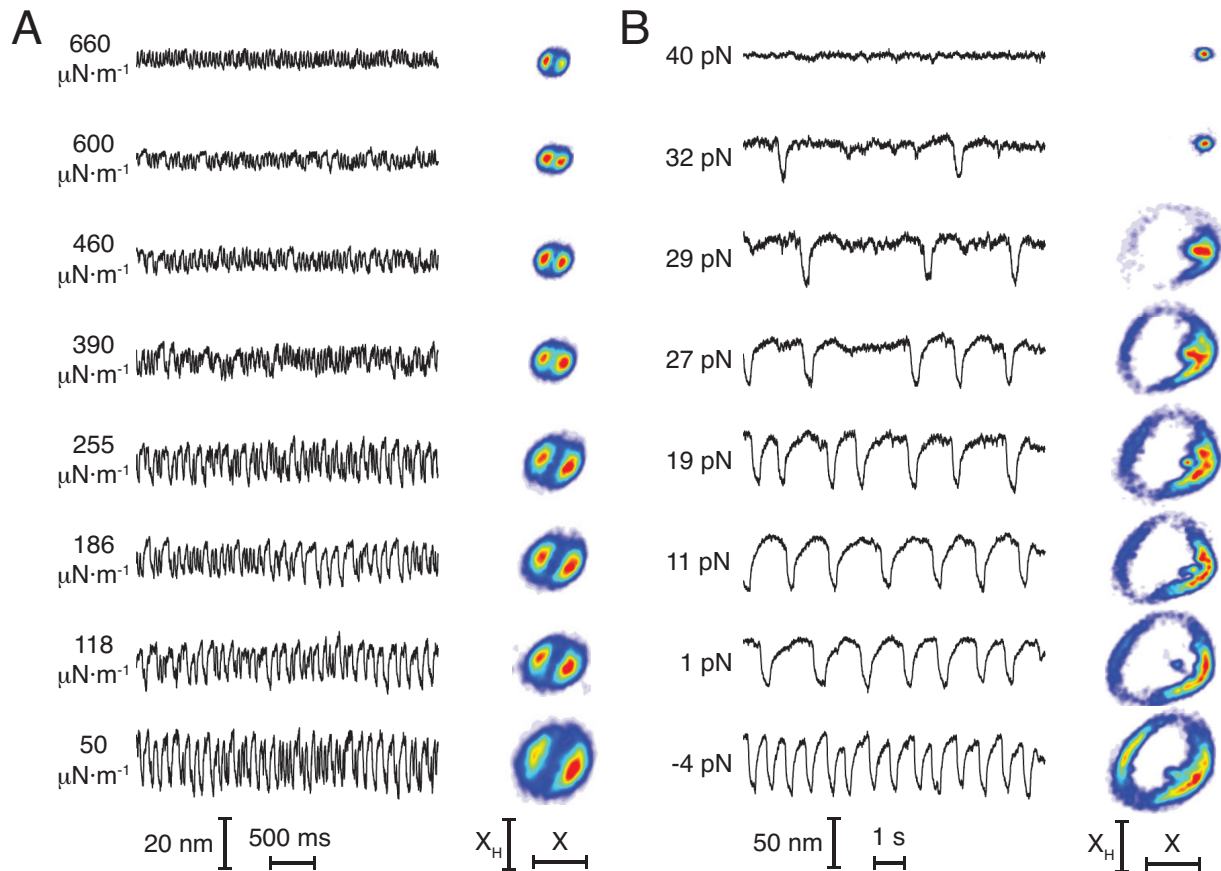 A
B
660
μN·m⁻¹
40 pN
600
μN·m⁻¹
32 pN
460
μN·m⁻¹
29 pN
390
μN·m⁻¹
27 pN
255
μN·m⁻¹
19 pN
186
μN·m⁻¹
11 pN
118
μN·m⁻¹
1 pN
50
μN·m⁻¹
-4 pN
20 nm
500 ms
X_H
X
50 nm
1 s
X_H
X